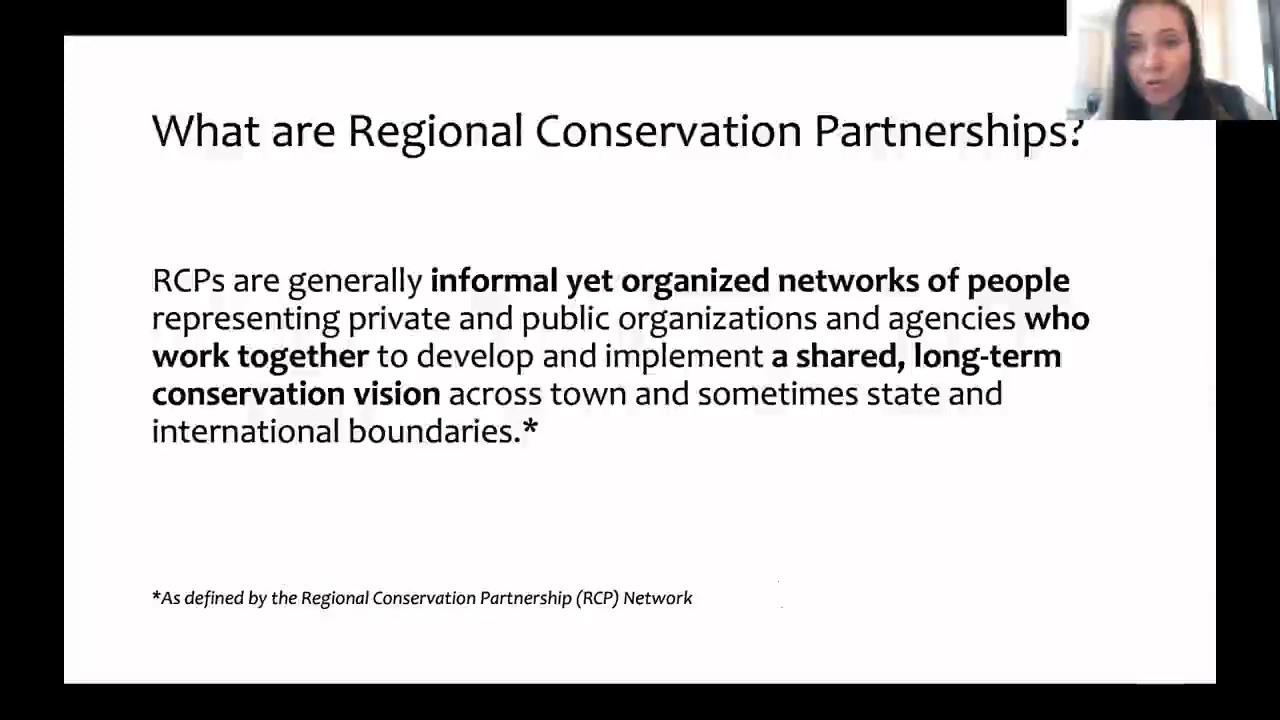 What are Regional Conservation Partnerships?
RCPs are generally informal yet organized networks of people
representing private and public organizations and agencies who
work together to develop and implement a shared, long-term
conservation vision across town and sometimes state and
international boundaries.*
*As defined by the Regional Conservation Partnership (RCP) Network